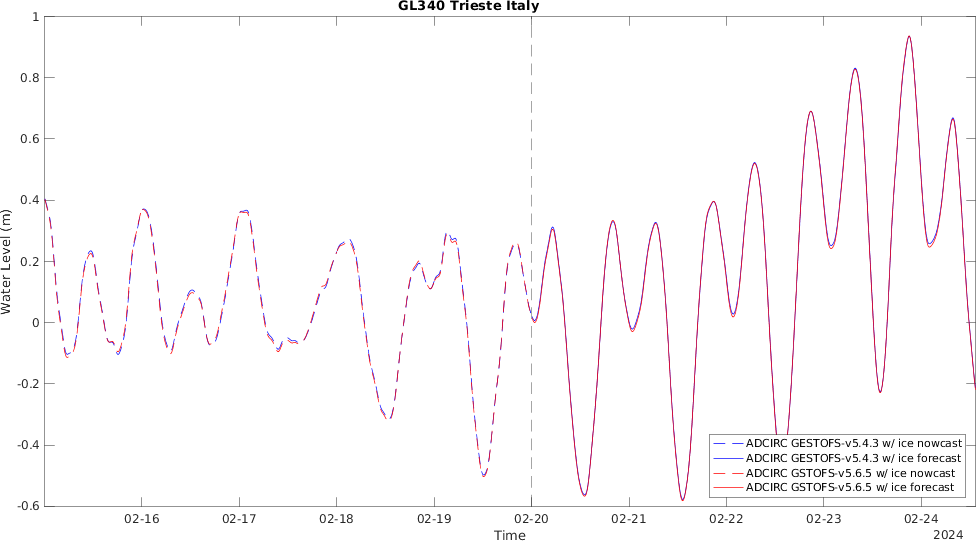 GL340 Trieste Italy
Water Level (m)
1
0.8
0.6
0.4
0.2
0
-0.2
-0.4
-0.6
ADCIRC GESTOFS-v5.4.3 w/ ice nowcast
ADCIRC GESTOFS-v5.4.3 w/ ice forecast
ADCIRC GSTOFS-v5.6.5 w/ ice nowcast
ADCIRC GSTOFS-v5.6.5 w/ ice forecast
02-16 02-17 02-18 02-19 02-20 02-21 02-22 02-23 02-24
Time
2024